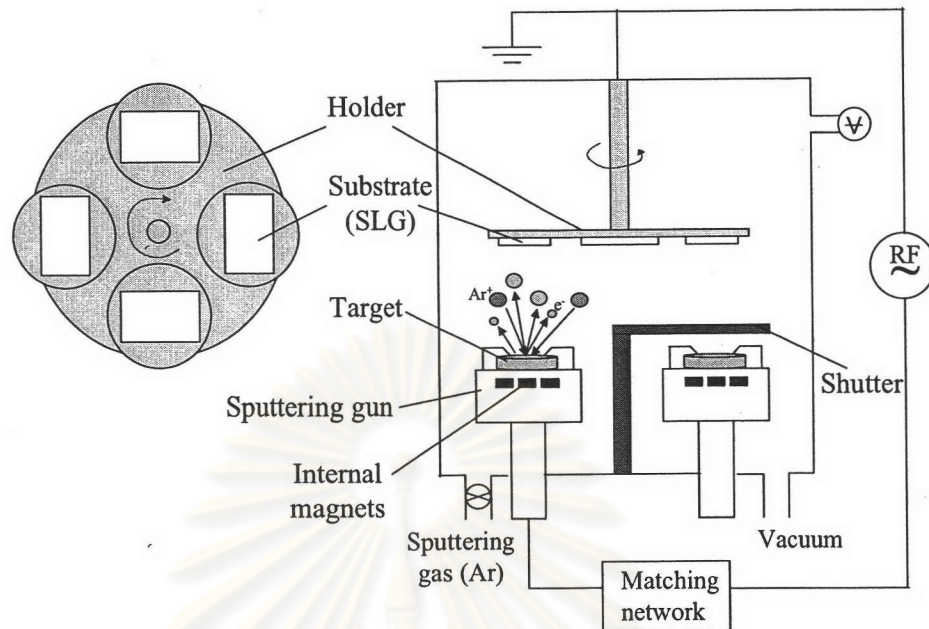 Holder
Substrate
(SLG)
Ar+
e-
Target
Sputtering gun
Internal
magnets
Shutter
RF
~
V
Sputtering
gas (Ar)
Vacuum
Matching
network